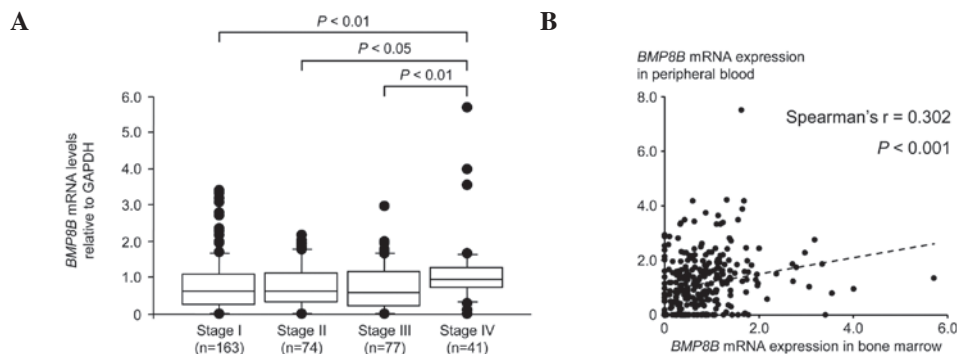 A
P < 0.01
P < 0.05
P < 0.01
BMP8B mRNA levels
relative to GAPDH
6.0
5.0
4.0
3.0
2.0
1.0
0
Stage I
(n=163)
Stage II
(n=74)
Stage III
(n=77)
Stage IV
(n=41)
B
BMP8B mRNA expression
in peripheral blood
8.0
6.0
4.0
2.0
0
Spearman's r = 0.302
P < 0.001
0 2.0 4.0 6.0
BMP8B mRNA expression in bone marrow